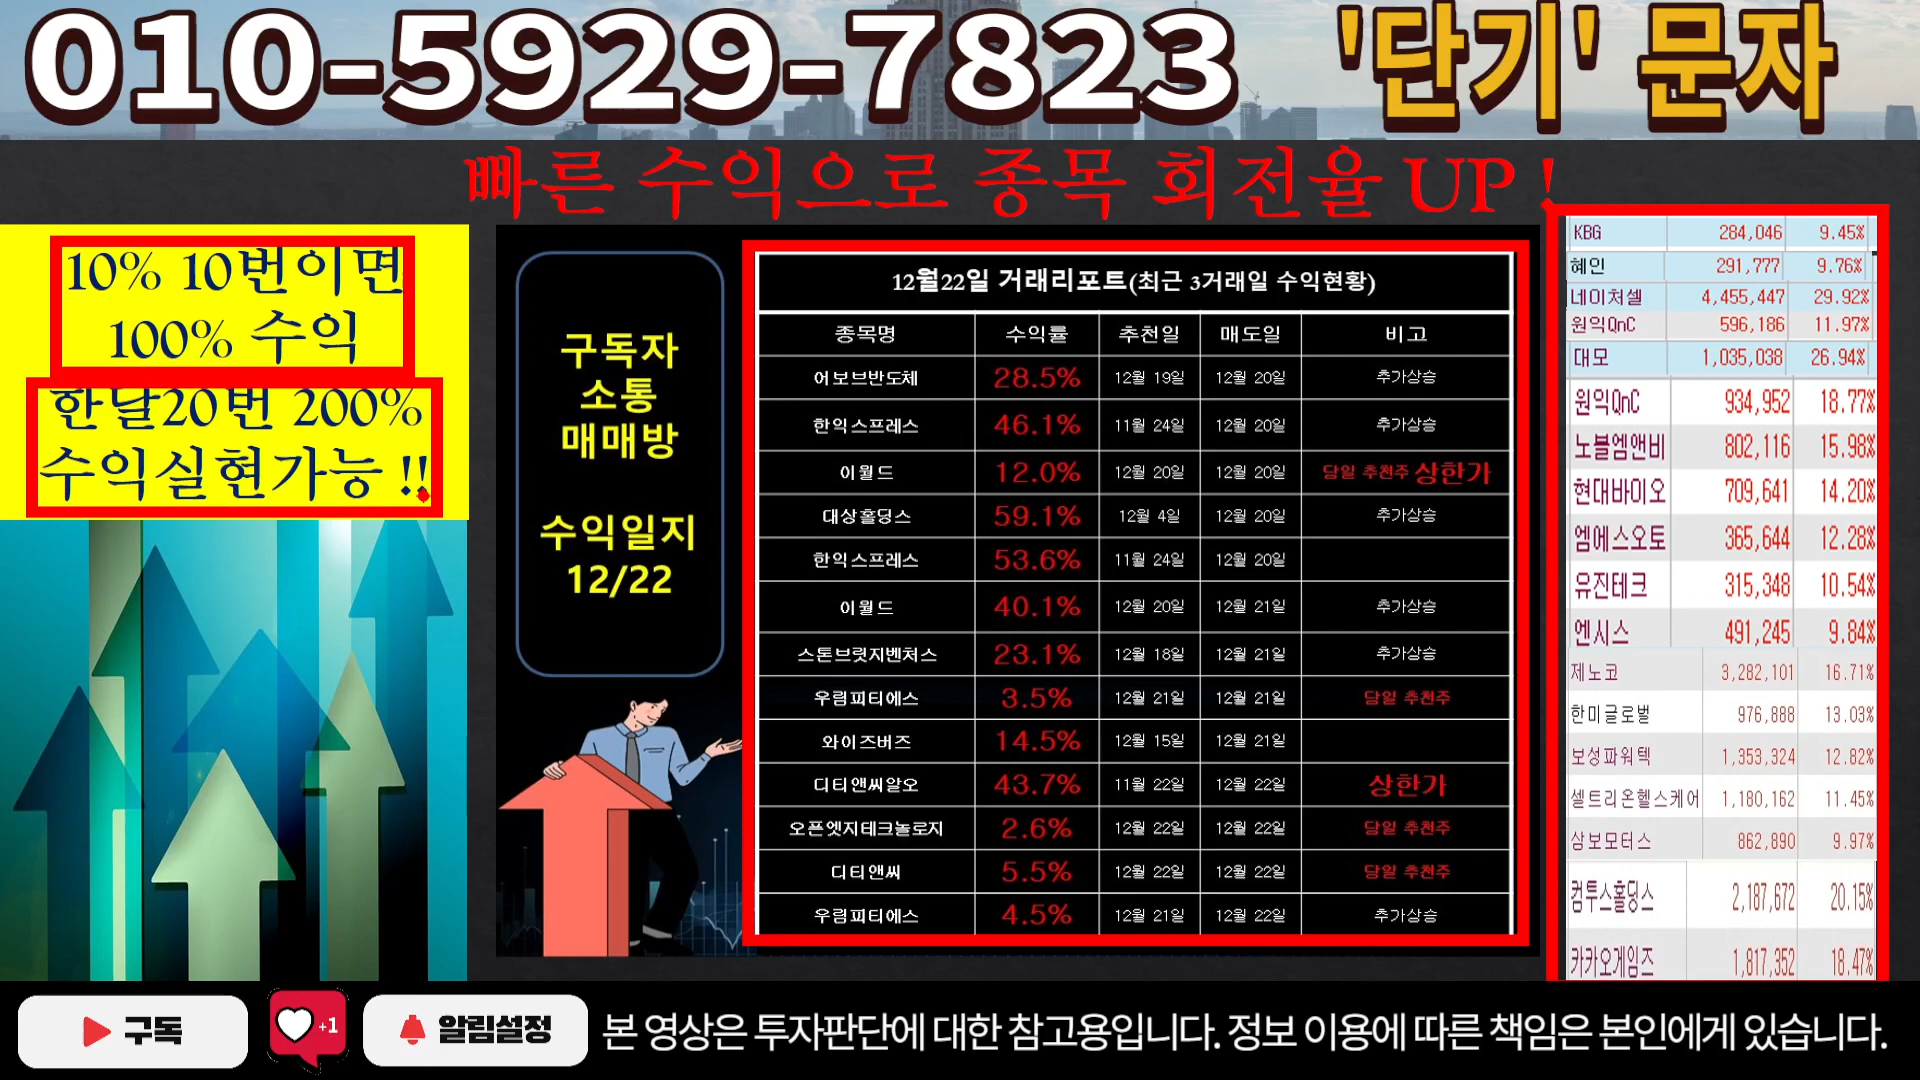 010-5929-7823 '단기' 문자
빠른 수익으로 종목 회전율 UP !
10% 10번이면
100% 수익
한달20번 200%
수익실현가능 !!
구독자
소통
매매방
수익일지
12/22
12월22일 거래리포트(최근 3거래일 수익현황)
종목명 수익률 추천일 매도일 비고
어보브반도체 28.5% 12월 19일 12월 20일 추가상승
한익스프레스 46.1% 11월 24일 12월 20일 추가상승
이월드 12.0% 12월 20일 12월 20일 당일 추천주 상한가
대상홀딩스 59.1% 12월 4일 12월 20일 추가상승
한익스프레스 53.6% 11월 24일 12월 20일
이월드 40.1% 12월 20일 12월 21일 추가상승
스톤브릿지벤처스 23.1% 12월 18일 12월 21일 추가상승
우림피티에스 3.5% 12월 21일 12월 21일 당일 추천주
와이즈버즈 14.5% 12월 15일 12월 21일
디티앤씨알오 43.7% 11월 22일 12월 22일 상한가
오픈엣지테크놀로지 2.6% 12월 22일 12월 22일 당일 추천주
디티앤씨 5.5% 12월 22일 12월 22일 당일 추천주
우림피티에스 4.5% 12월 21일 12월 22일 추가상승
KBG 284,046 9.45%
혜인 291,777 9.76%
네이처셀 4,455,447 29.92%
원익QnC 596,186 11.97%
대모 1,035,038 26.94%
원익QnC 934,952 18.77%
노블엠앤비 802,116 15.98%
현대바이오 709,641 14.20%
엠에스오토 365,644 12.28%
유진테크 315,348 10.54%
엔시스 491,245 9.84%
제노코 3,282,101 16.71%
한미글로벌 976,888 13.03%
보성파워텍 1,353,324 12.82%
셀트리온헬스케어 1,180,162 11.45%
삼보모터스 862,890 9.97%
컴투스홀딩스 2,187,672 20.15%
카카오게임즈 1,817,352 18.47%
구독 +1 알림설정 본 영상은 투자판단에 대한 참고용입니다. 정보 이용에 따른 책임은 본인에게 있습니다.